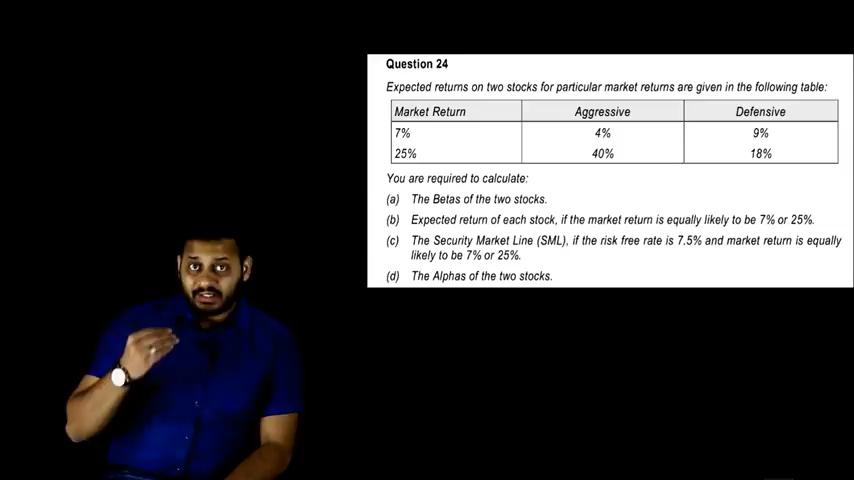 Question 24
Expected returns on two stocks for particular market returns are given in the following table:
Market Return Aggressive Defensive
7% 4% 9%
25% 40% 18%
You are required to calculate:
(a) The Betas of the two stocks.
(b) Expected return of each stock, if the market return is equally likely to be 7% or 25%.
(c) The Security Market Line (SML), if the risk free rate is 7.5% and market return is equally
likely to be 7% or 25%.
(d) The Alphas of the two stocks.